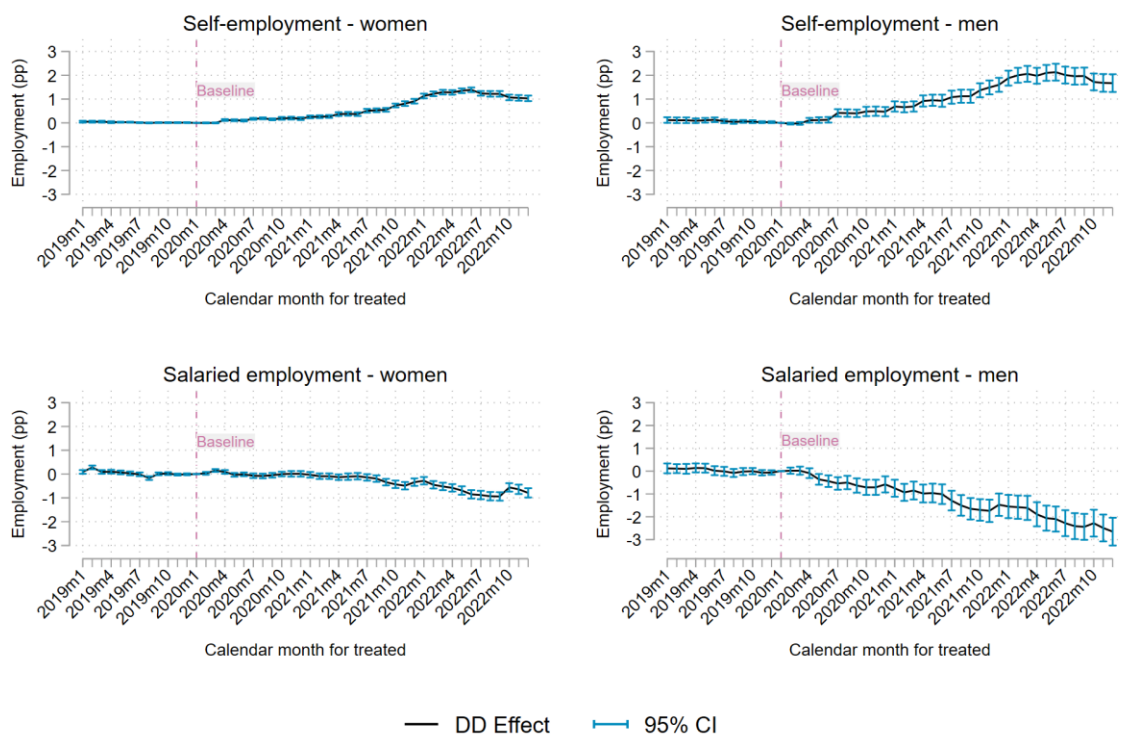 Self-employment - women
Employment (pp)
3
2
1
0
-1
-2
-3
Baseline
2019m1
2019m4
2019m7
2019m10
2020m1
2020m4
2020m7
2020m10
2021m1
2021m4
2021m7
2021m10
2022m1
2022m4
2022m7
2022m10
Calendar month for treated
Self-employment - men
Employment (pp)
3
2
1
0
-1
-2
-3
Baseline
2019m1
2019m4
2019m7
2019m10
2020m1
2020m4
2020m7
2020m10
2021m1
2021m4
2021m7
2021m10
2022m1
2022m4
2022m7
2022m10
Calendar month for treated
Salaried employment - women
Employment (pp)
3
2
1
0
-1
-2
-3
Baseline
2019m1
2019m4
2019m7
2019m10
2020m1
2020m4
2020m7
2020m10
2021m1
2021m4
2021m7
2021m10
2022m1
2022m4
2022m7
2022m10
Calendar month for treated
Salaried employment - men
Employment (pp)
3
2
1
0
-1
-2
-3
Baseline
2019m1
2019m4
2019m7
2019m10
2020m1
2020m4
2020m7
2020m10
2021m1
2021m4
2021m7
2021m10
2022m1
2022m4
2022m7
2022m10
Calendar month for treated
DD Effect
95% CI